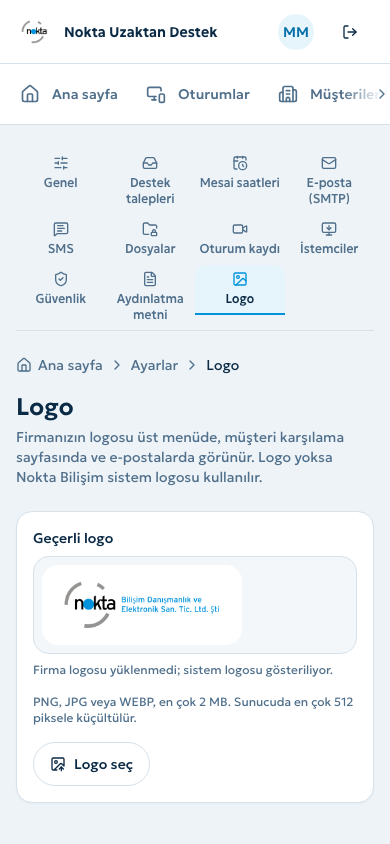 nokta
Nokta Uzaktan Destek
MM
Ana sayfa
Oturumlar
Müşteriler
Genel
Destek
talepleri
Mesai saatleri
E-posta
(SMTP)
SMS
Dosyalar
Oturum kaydı
İstemciler
Güvenlik
Aydınlatma
metni
Logo
Ana sayfa > Ayarlar > Logo
Logo
Firmanızın logosu üst menüde, müşteri karşılama
sayfasında ve e-postalarda görünür. Logo yoksa
Nokta Bilişim sistem logosu kullanılır.
Geçerli logo
nokta
Bilişim Danışmanlık ve
Elektronik San. Tic. Ltd. Şti
Firma logosu yüklenmedi; sistem logosu gösteriliyor.
PNG, JPG veya WEBP, en çok 2 MB. Sunucuda en çok 512
piksele küçültülür.
Logo seç